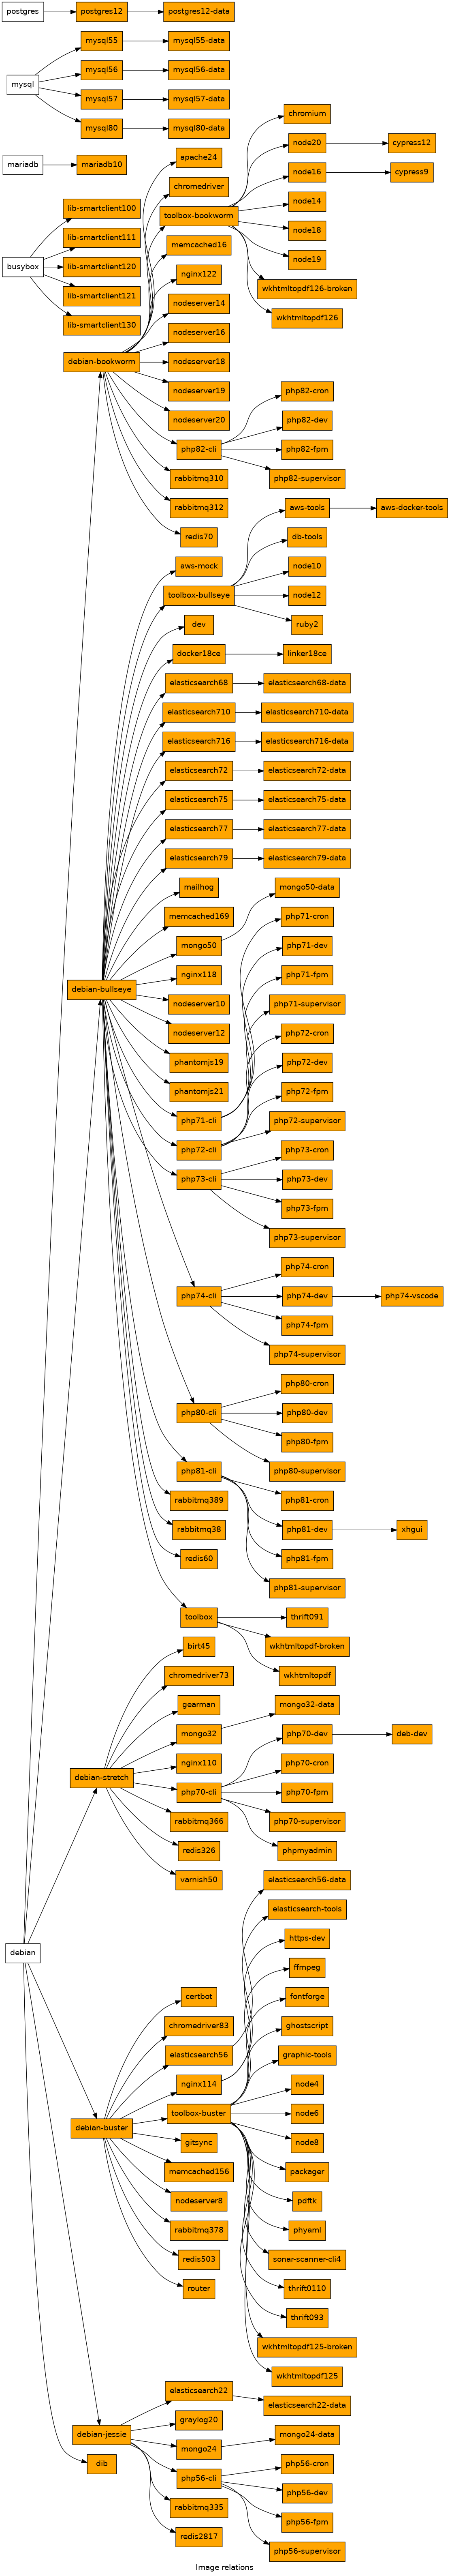 postgres
postgres12
postgres12-data
mysql
mysql55
mysql55-data
mysql56
mysql56-data
mysql57
mysql57-data
mysql80
mysql80-data
mariadb
mariadb10
busybox
lib-smartclient100
lib-smartclient111
lib-smartclient120
lib-smartclient121
lib-smartclient130
debian
debian-bookworm
apache24
chromedriver
toolbox-bookworm
chromium
node20
cypress12
node16
cypress9
node14
node18
node19
wkhtmltopdf126-broken
wkhtmltopdf126
memcached16
nginx122
nodeserver14
nodeserver16
nodeserver18
nodeserver19
nodeserver20
php82-cli
php82-cron
php82-dev
php82-fpm
php82-supervisor
rabbitmq310
rabbitmq312
redis70
debian-bullseye
aws-mock
toolbox-bullseye
aws-tools
aws-docker-tools
db-tools
node10
node12
ruby2
dev
docker18ce
linker18ce
elasticsearch68
elasticsearch68-data
elasticsearch710
elasticsearch710-data
elasticsearch716
elasticsearch716-data
elasticsearch72
elasticsearch72-data
elasticsearch75
elasticsearch75-data
elasticsearch77
elasticsearch77-data
elasticsearch79
elasticsearch79-data
mailhog
memcached169
mongo50
mongo50-data
nginx118
nodeserver10
nodeserver12
phantomjs19
phantomjs21
php71-cli
php71-cron
php71-dev
php71-fpm
php71-supervisor
php72-cli
php72-cron
php72-dev
php72-fpm
php72-supervisor
php73-cli
php73-cron
php73-dev
php73-fpm
php73-supervisor
php74-cli
php74-cron
php74-dev
php74-vscode
php74-fpm
php74-supervisor
php80-cli
php80-cron
php80-dev
php80-fpm
php80-supervisor
php81-cli
php81-cron
php81-dev
xhgui
php81-fpm
php81-supervisor
rabbitmq389
rabbitmq38
redis60
toolbox
thrift091
wkhtmltopdf-broken
wkhtmltopdf
debian-stretch
birt45
chromedriver73
gearman
mongo32
mongo32-data
nginx110
php70-cli
php70-dev
deb-dev
php70-cron
php70-fpm
php70-supervisor
phpmyadmin
rabbitmq366
redis326
varnish50
debian-buster
certbot
chromedriver83
elasticsearch56
elasticsearch56-data
nginx114
https-dev
toolbox-buster
elasticsearch-tools
ffmpeg
fontforge
ghostscript
graphic-tools
node4
node6
node8
packager
pdftk
phyaml
sonar-scanner-cli4
thrift0110
thrift093
wkhtmltopdf125-broken
wkhtmltopdf125
gitsync
memcached156
nodeserver8
rabbitmq378
redis503
router
debian-jessie
elasticsearch22
elasticsearch22-data
graylog20
mongo24
mongo24-data
php56-cli
php56-cron
php56-dev
php56-fpm
php56-supervisor
rabbitmq335
redis2817
dib
Image relations